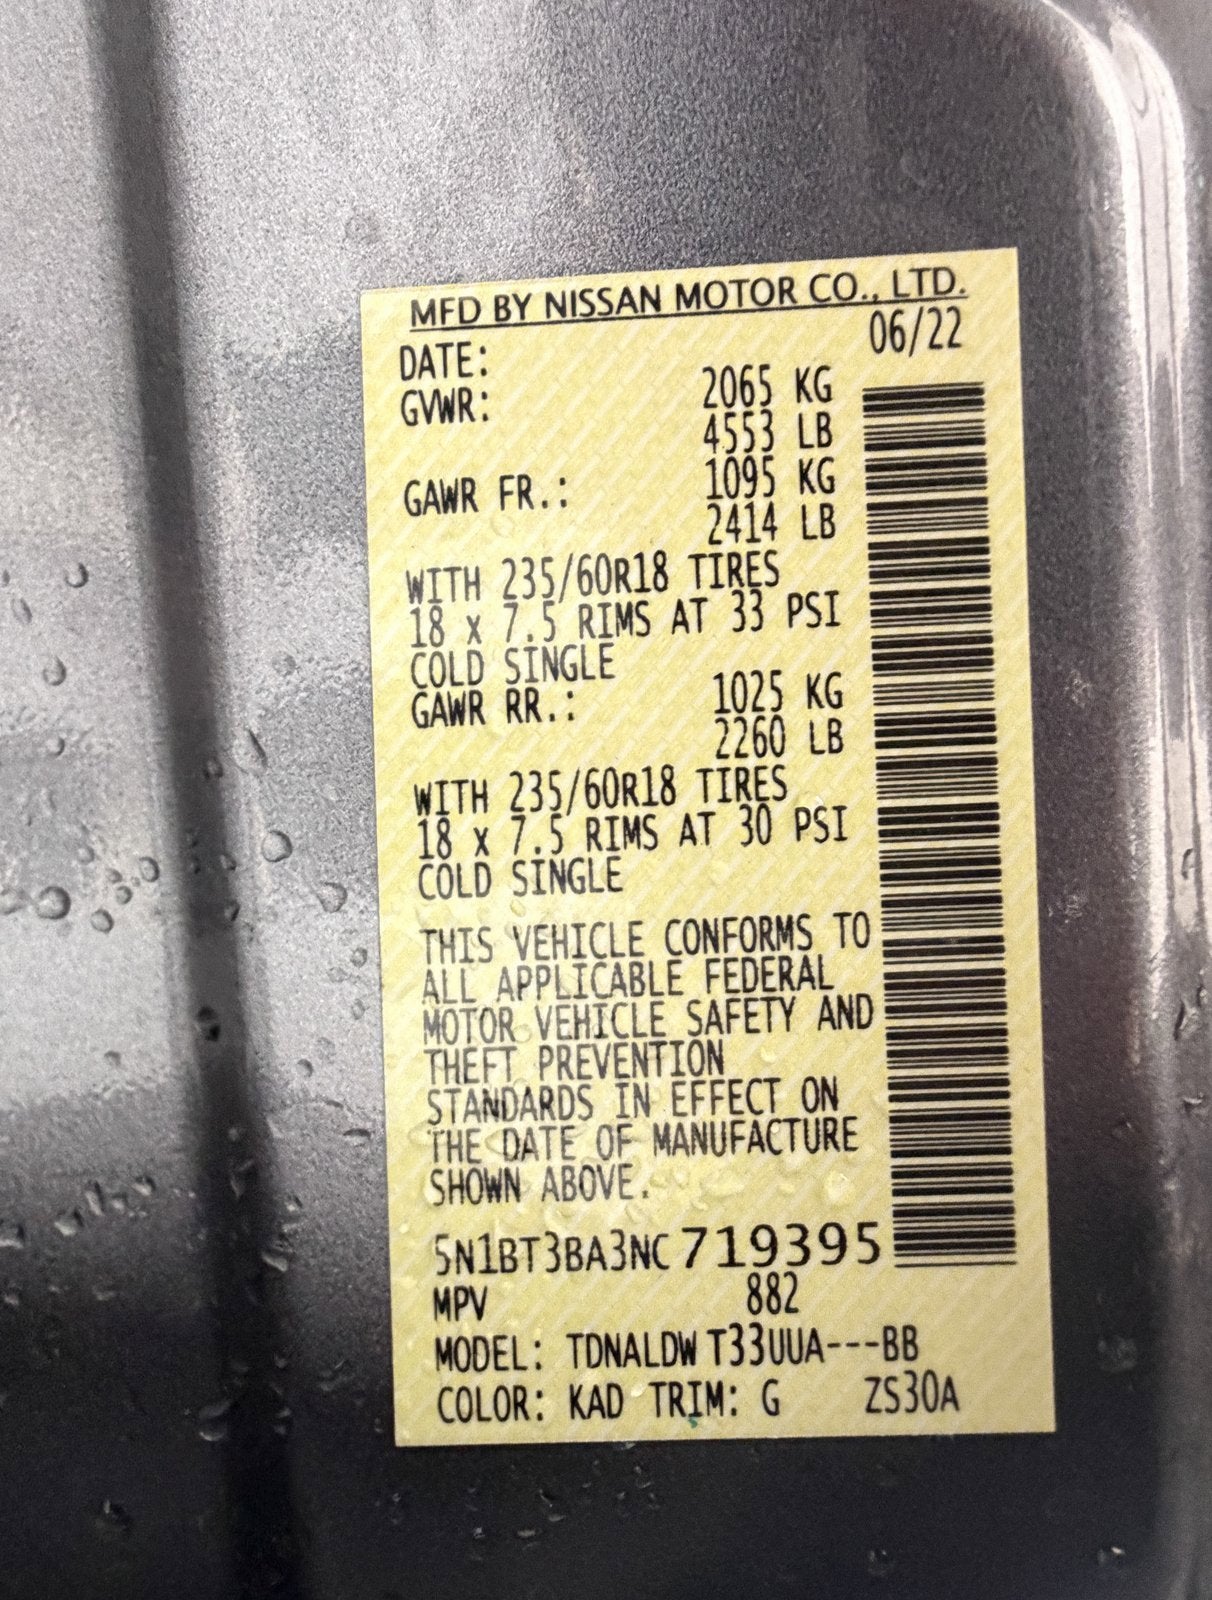 MFD BY NISSAN MOTOR CO., LTD.
DATE: 06/22
GVWR: 2065 KG
4553 LB
GAWR FR.: 1095 KG
2414 LB
WITH 235/60R18 TIRES
18 x 7.5 RIMS AT 33 PSI
COLD SINGLE
GAWR RR.: 1025 KG
2260 LB
WITH 235/60R18 TIRES
18 x 7.5 RIMS AT 30 PSI
COLD SINGLE
THIS VEHICLE CONFORMS TO
ALL APPLICABLE FEDERAL
MOTOR VEHICLE SAFETY AND
THEFT PREVENTION
STANDARDS IN EFFECT ON
THE DATE OF MANUFACTURE
SHOWN ABOVE.
5N1BT3BA3NC719395
MPV 882
MODEL: TDNALDW T33UUA---BB
COLOR: KAD TRIM: G ZS30A